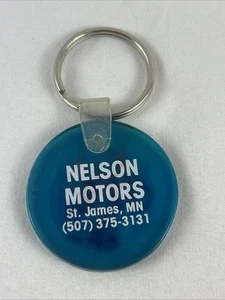 NELSON
MOTORS
St. James, MN
(507) 375-3131